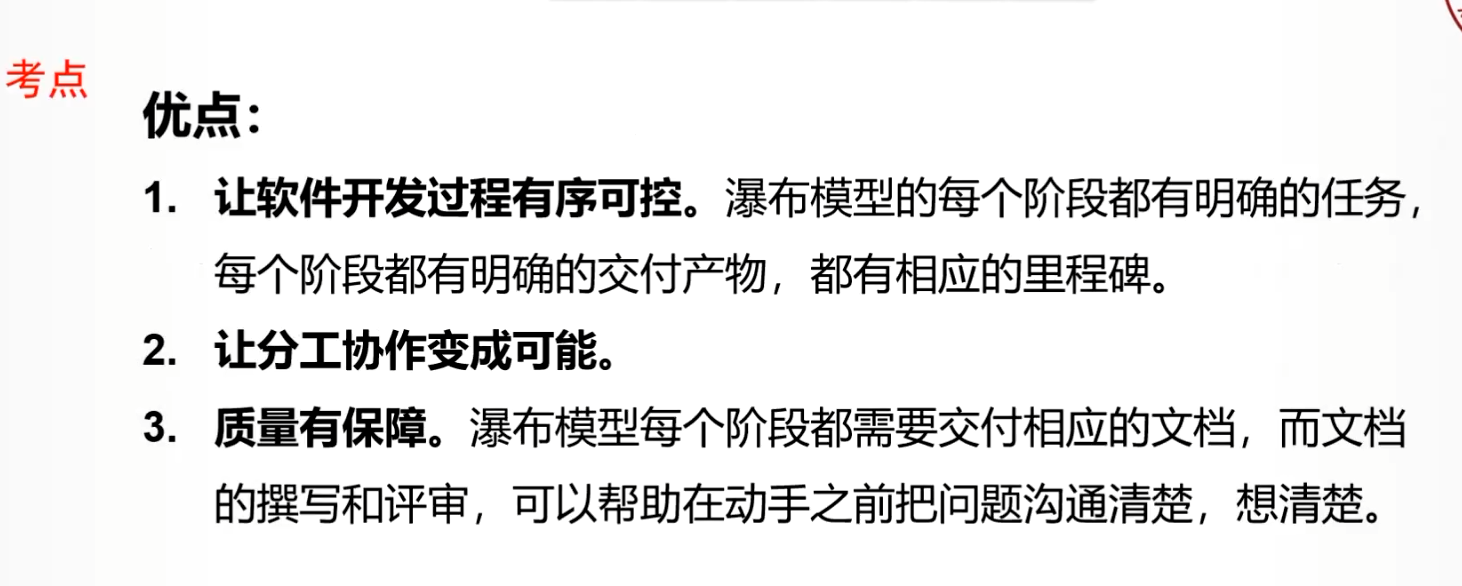 考点
优点：
1. 让软件开发过程有序可控。瀑布模型的每个阶段都有明确的任务，
每个阶段都有明确的交付产物，都有相应的里程碑。
2. 让分工协作变成可能。
3. 质量有保障。瀑布模型每个阶段都需要交付相应的文档，而文档
的撰写和评审，可以帮助在动手之前把问题沟通清楚，想清楚。